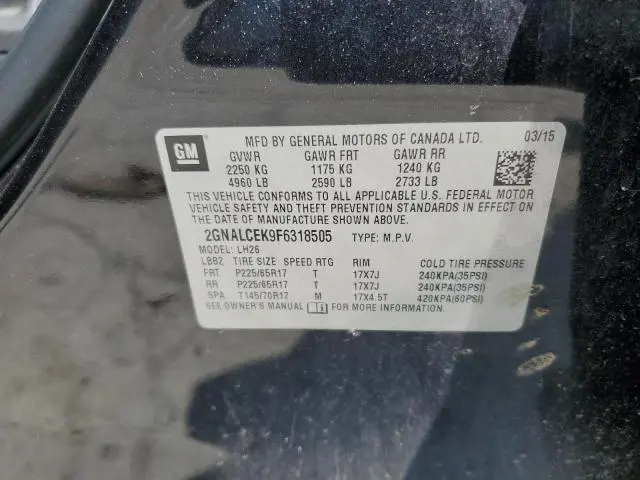 GM MFD BY GENERAL MOTORS OF CANADA LTD. 03/15
GVWR GAWR FRT GAWR RR
2250 KG 1175 KG 1240 KG
4960 LB 2590 LB 2733 LB
THIS VEHICLE CONFORMS TO ALL APPLICABLE U.S. FEDERAL MOTOR
VEHICLE SAFETY AND THEFT PREVENTION STANDARDS IN EFFECT ON
THE DATE OF MANUFACTURE SHOWN ABOVE.
2GNALCEK9F6318505 TYPE: M.P.V.
MODEL: LH26
LBB2 TIRE SIZE SPEED RTG RIM COLD TIRE PRESSURE
FRT P225/65R17 T 17X7J 240KPA(35PSI)
RR P225/65R17 T 17X7J 240KPA(35PSI)
SPA T145/70R17 M 17X4.5T 420KPA(60PSI)
SEE OWNER'S MANUAL FOR MORE INFORMATION